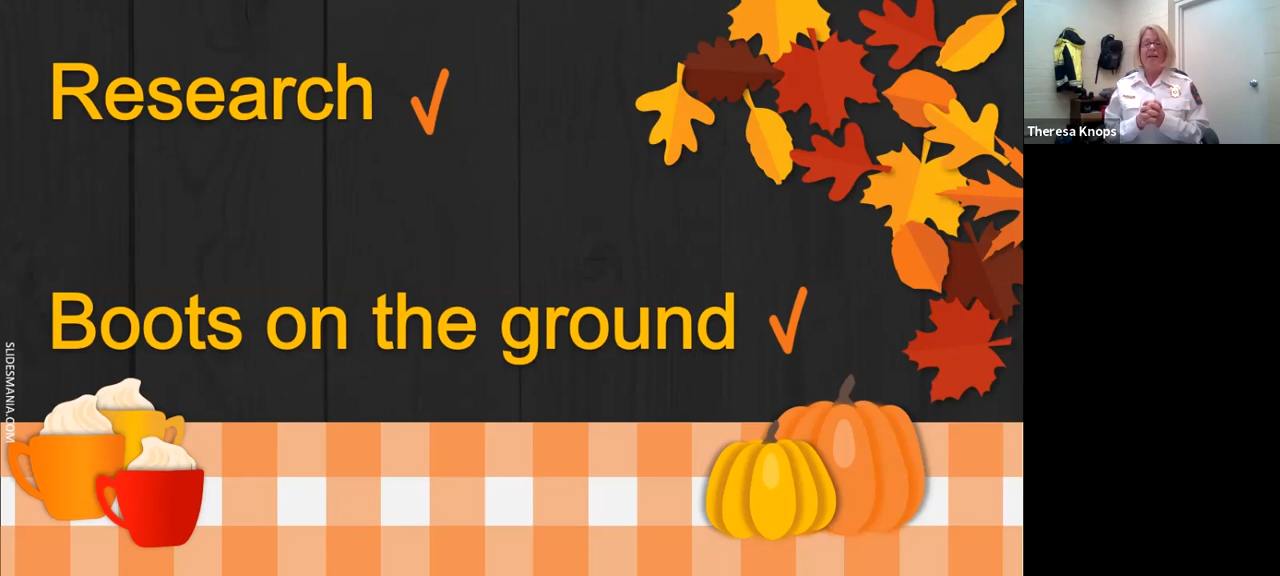 Research
Boots on the ground
SLIDESMANIA.COM
Theresa Knops